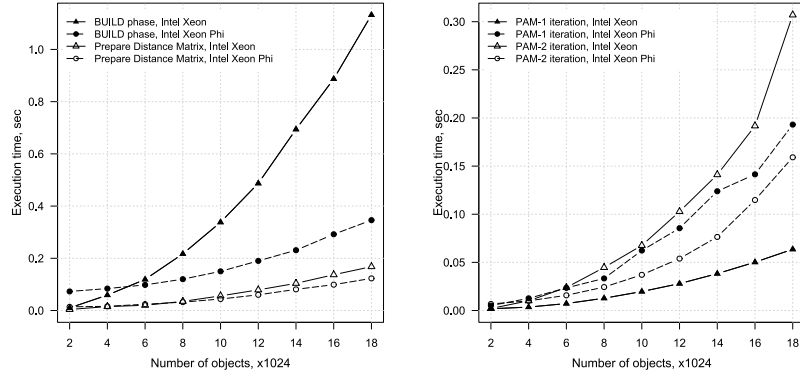 BUILD phase, Intel Xeon
BUILD phase, Intel Xeon Phi
Prepare Distance Matrix, Intel Xeon
Prepare Distance Matrix, Intel Xeon Phi
Execution time, sec
1.0
0.8
0.6
0.4
0.2
0.0
2 4 6 8 10 12 14 16 18
Number of objects, x1024
PAM-1 iteration, Intel Xeon
PAM-1 iteration, Intel Xeon Phi
PAM-2 iteration, Intel Xeon
PAM-2 iteration, Intel Xeon Phi
Execution time, sec
0.30
0.25
0.20
0.15
0.10
0.05
0.00
2 4 6 8 10 12 14 16 18
Number of objects, x1024